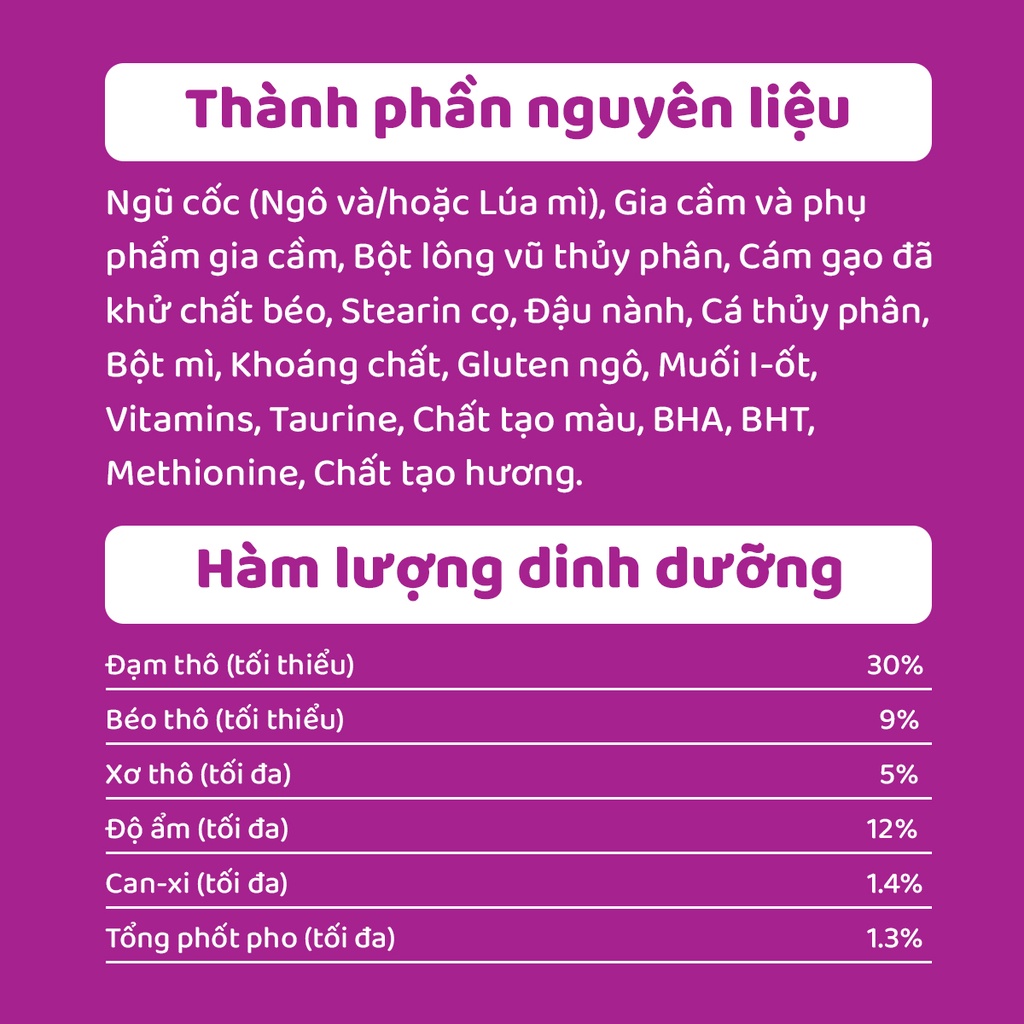 Thành phần nguyên liệu
Ngũ cốc (Ngô và/hoặc Lúa mì), Gia cầm và phụ
phẩm gia cầm, Bột lông vũ thủy phân, Cám gạo đã
khử chất béo, Stearin cọ, Đậu nành, Cá thủy phân,
Bột mì, Khoáng chất, Gluten ngô, Muối I-ốt,
Vitamins, Taurine, Chất tạo màu, BHA, BHT,
Methionine, Chất tạo hương.
Hàm lượng dinh dưỡng
Đạm thô (tối thiểu) 30%
Béo thô (tối thiểu) 9%
Xơ thô (tối đa) 5%
Độ ẩm (tối đa) 12%
Can-xi (tối đa) 1.4%
Tổng phốt pho (tối đa) 1.3%